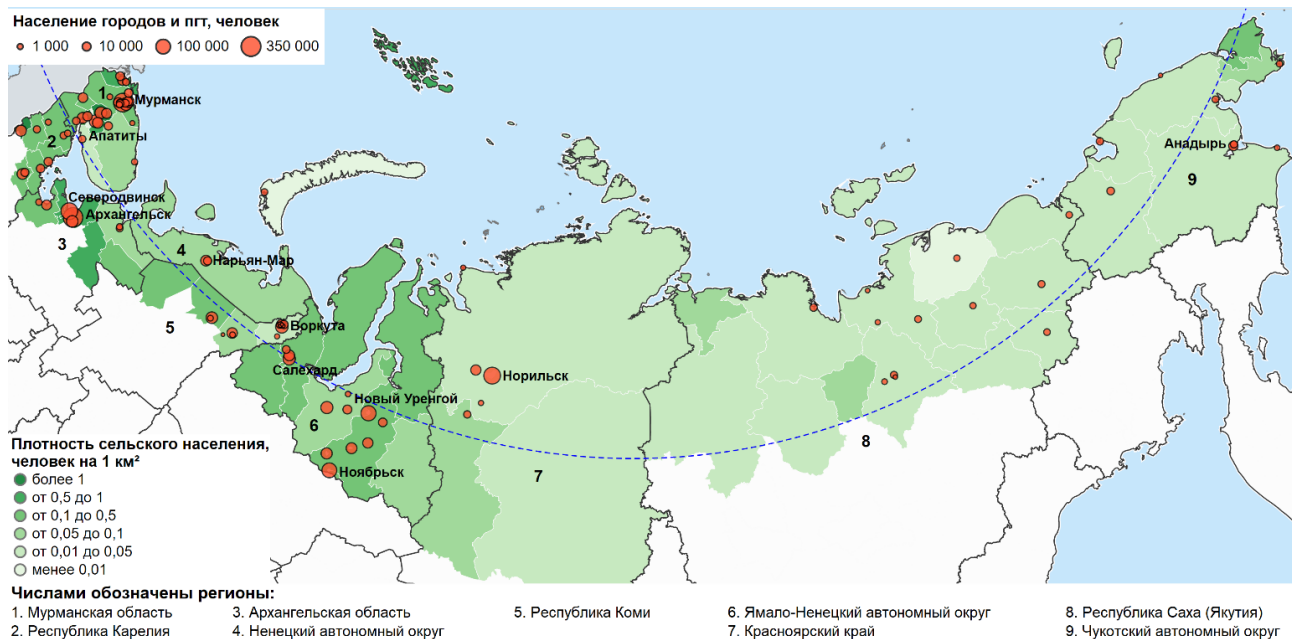 Население городов и пгт, человек
1 000 10 000 100 000 350 000
1
Мурманск
2
Апатиты
Анадырь
9
Северодвинск
Архангельск
3
4
Нарьян-Мар
5
Воркута
Салехард
Норильск
Новый Уренгой
6
8
Ноябрьск
7
Плотность сельского населения,
человек на 1 км²
более 1
от 0,5 до 1
от 0,1 до 0,5
от 0,05 до 0,1
от 0,01 до 0,05
менее 0,01
Числами обозначены регионы:
1. Мурманская область 3. Архангельская область 5. Республика Коми 6. Ямало-Ненецкий автономный округ 8. Республика Саха (Якутия)
2. Республика Карелия 4. Ненецкий автономный округ 7. Красноярский край 9. Чукотский автономный округ